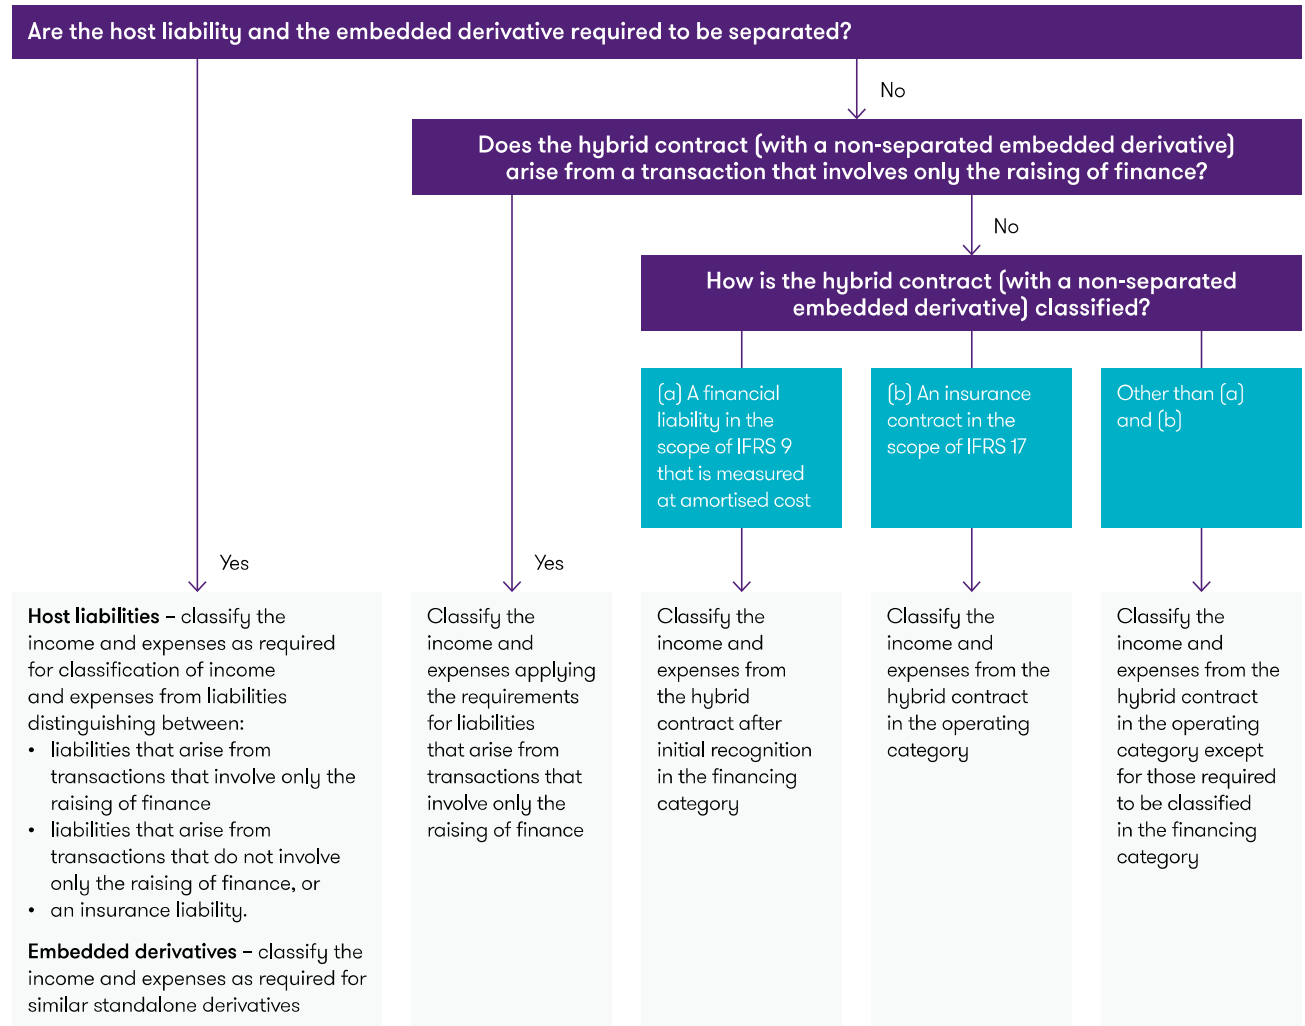 Are the host liability and the embedded derivative required to be separated?
No
Does the hybrid contract (with a non-separated embedded derivative)
arise from a transaction that involves only the raising of finance?
No
How is the hybrid contract (with a non-separated
embedded derivative) classified?
(a) A financial
liability in the
scope of IFRS 9
that is measured
at amortised cost
(b) An insurance
contract in the
scope of IFRS 17
Other than (a)
and (b)
Yes
Yes
Host liabilities – classify the
income and expenses as required
for classification of income
and expenses from liabilities
distinguishing between:
• liabilities that arise from
transactions that involve only the
raising of finance
• liabilities that arise from
transactions that do not involve
only the raising of finance, or
• an insurance liability.
Embedded derivatives – classify the
income and expenses as required for
similar standalone derivatives
Classify the
income and
expenses applying
the requirements
for liabilities
that arise from
transactions that
involve only the
raising of finance
Classify the
income and
expenses from
the hybrid
contract after
initial recognition
in the financing
category
Classify the
income and
expenses from the
hybrid contract
in the operating
category
Classify the
income and
expenses from the
hybrid contract
in the operating
category except
for those required
to be classified
in the financing
category